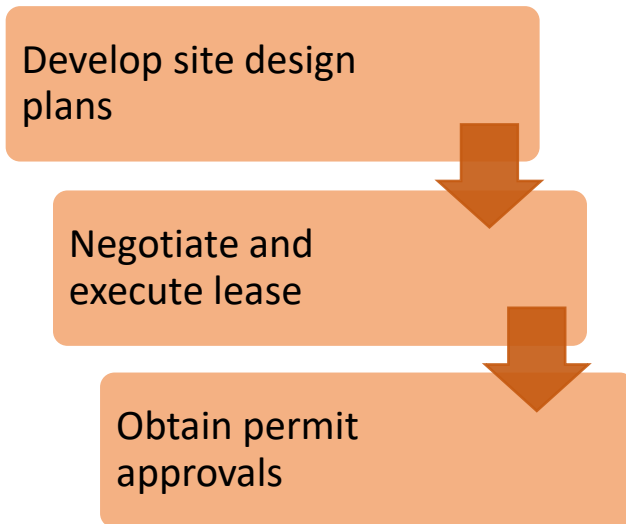 Develop site design
plans
Negotiate and
execute lease
Obtain permit
approvals